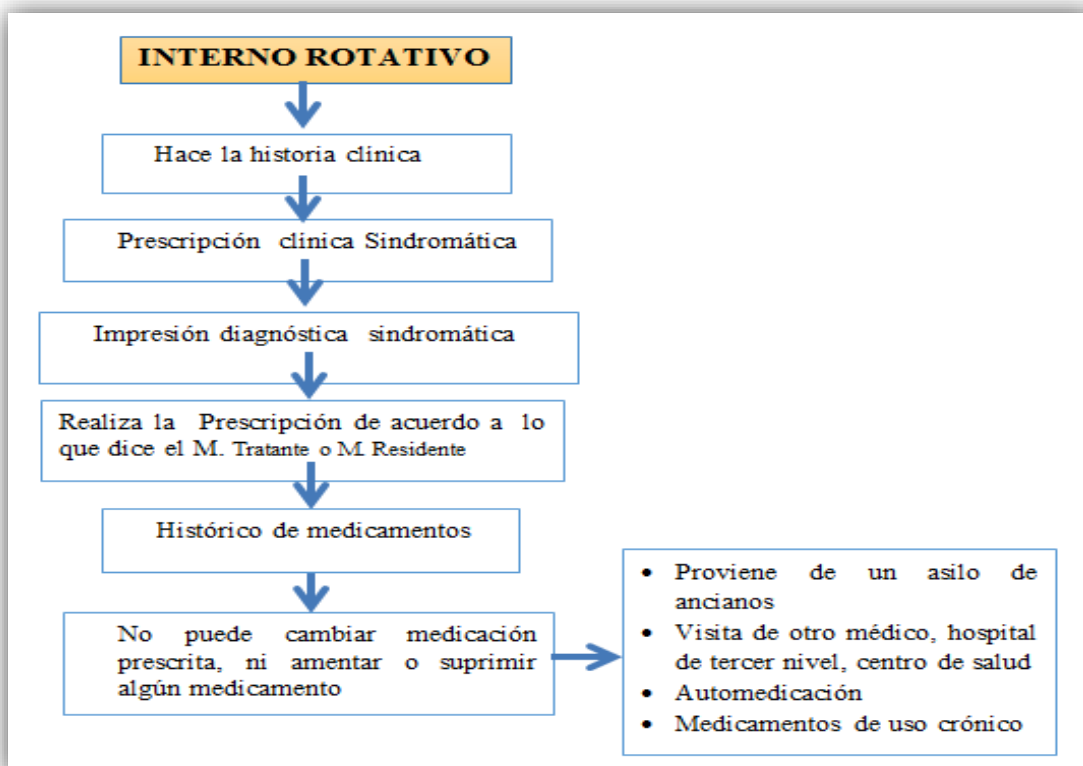 INTERNO ROTATIVO
Hace la historia clínica
Prescripción clinica Sindromática
Impresión diagnóstica sindromática
Realiza la Prescripción de acuerdo a lo
que dice el M. Tratante o M. Residente
Histórico de medicamentos
No puede cambiar medicación
prescrita, ni amentar o suprimir
algún medicamento
• Proviene de un asilo de
ancianos
• Visita de otro médico, hospital
de tercer nivel, centro de salud
• Automedicación
• Medicamentos de uso crónico